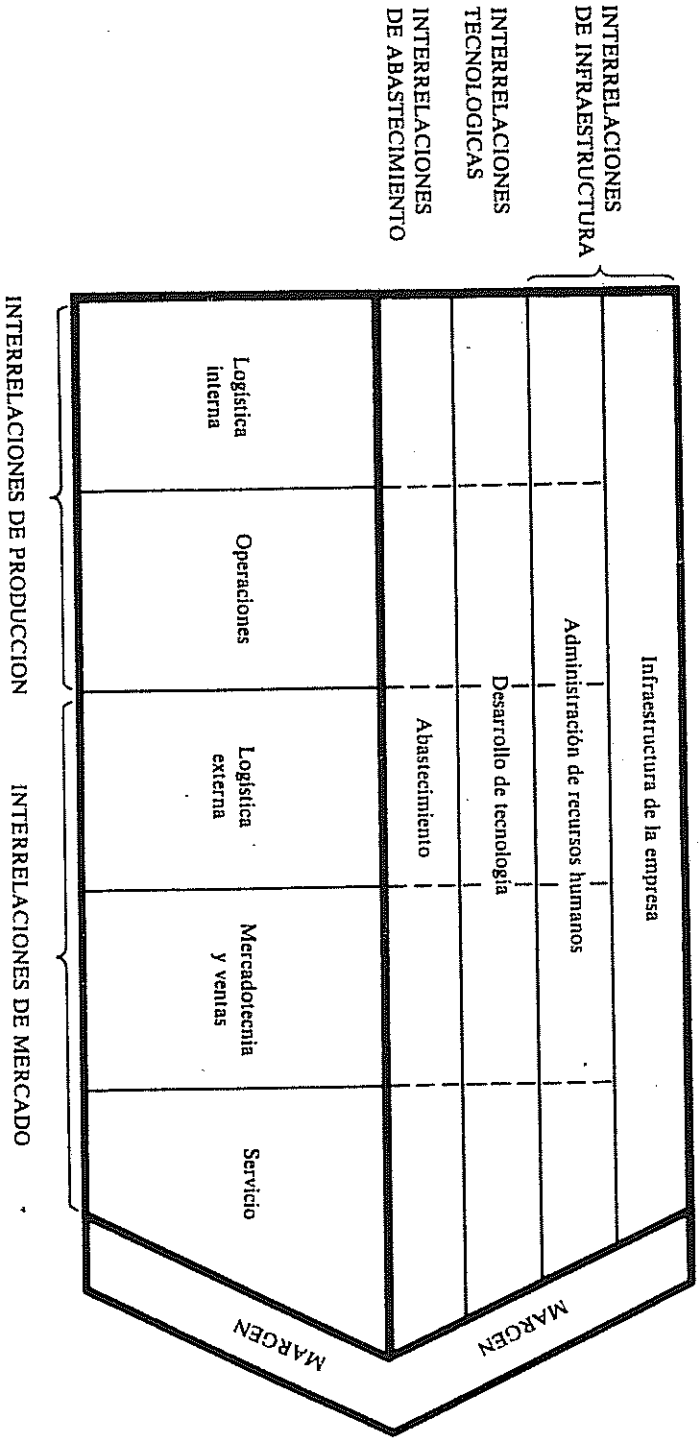 INTERRELACIONES
DE INFRAESTRUCTURA
INTERRELACIONES
TECNOLOGICAS
INTERRELACIONES
DE ABASTECIMIENTO
Infraestructura de la empresa
Administración de recursos humanos
Desarrollo de tecnología
Abastecimiento
Logística
interna
Operaciones
Logística
externa
Mercadotecnia
y ventas
Servicio
MARGEN
MARGEN
INTERRELACIONES DE PRODUCCION
INTERRELACIONES DE MERCADO